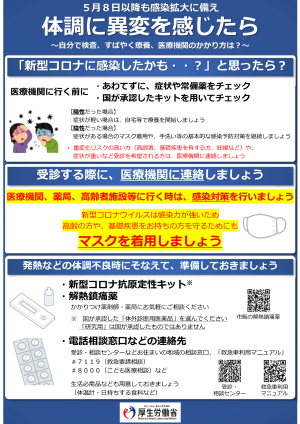 5月8日以降も感染拡大に備え
体調に異変を感じたら
～自分で検査、すばやく療養、医療機関のかかり方は？～
「新型コロナに感染したかも・・？」と思ったら？
医療機関に行く前に
・あわてずに、症状や常備薬をチェック
・国が承認したキットを用いてチェック
【陽性だった場合】
症状が軽い場合は、自宅等で療養を開始しましょう
【陰性だった場合】
症状がある場合のマスク着用や、手洗い等の基本的な感染予防対策を継続しましょう
・重症化リスクの高い方（高齢者、基礎疾患を有する方、妊婦など）や、
症状が重いなど受診を希望される方は、医療機関に連絡しましょう
受診する際に、医療機関に連絡しましょう
医療機関、薬局、高齢者施設等に行く時は、感染対策を行いましょう
新型コロナウイルスは感染力が強いため
高齢の方や、基礎疾患をお持ちの方を守るためにも
マスクを着用しましょう
発熱などの体調不良時にそなえて、準備しておきましょう
・新型コロナ抗原定性キット※
・解熱鎮痛薬
かかりつけ薬剤師・薬局にお気軽にご相談ください
※ 国が承認した「体外診断用医薬品」を選んでください
「研究用」は国が承認したものではありません
市販の解熱鎮痛薬
・電話相談窓口などの連絡先
受診・相談センターなどお住まいの地域の相談窓口、「救急車利用マニュアル」
＃7119（救急要請相談）
＃8000（こども医療相談）など
生活必需品なども用意しておきましょう
（体温計・日持ちする食料など）
受診・
相談センター
救急車利用マニュアル
厚生労働省